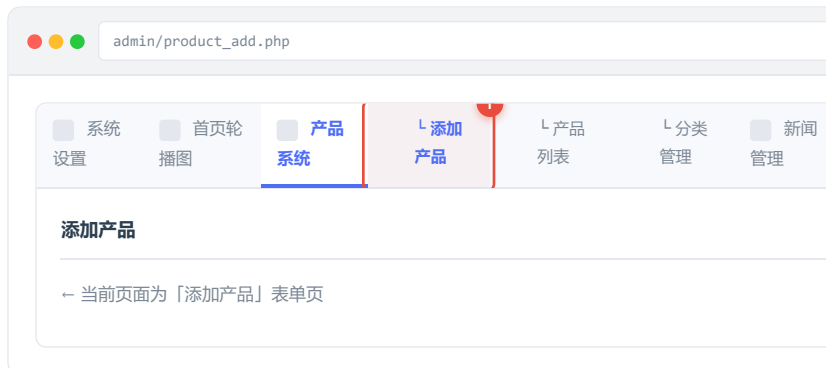 admin/product_add.php
系统
设置
首页轮
播图
产品
系统
└ 添加
产品
└ 产品
列表
└ 分类
管理
新闻
管理
添加产品
← 当前页面为「添加产品」表单页